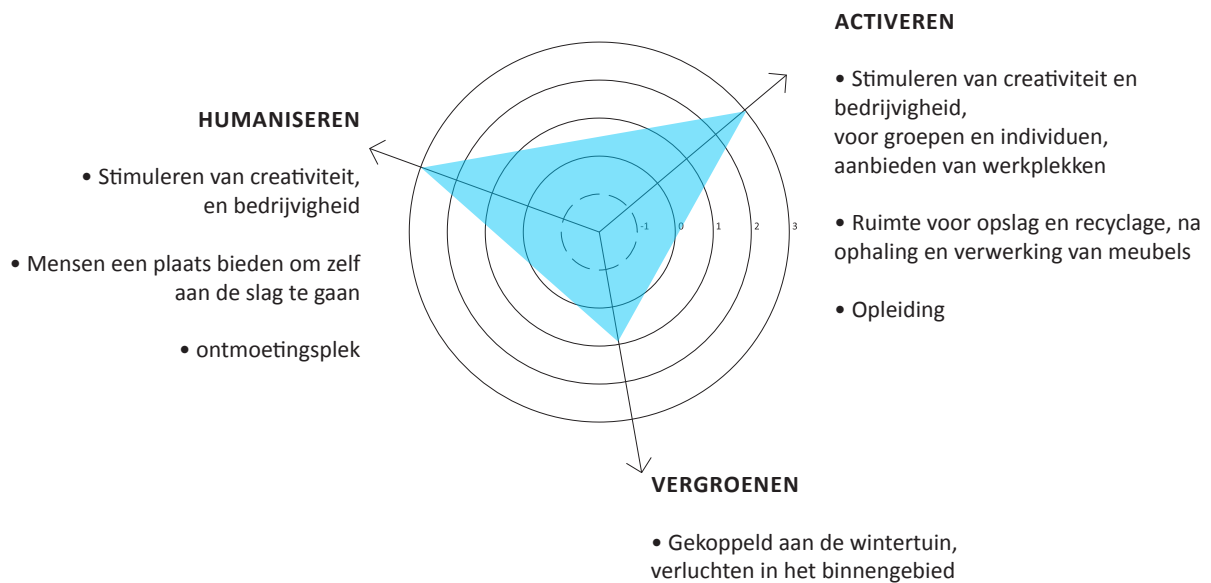 ACTIVEREN
• Stimuleren van creativiteit en
bedrijvigheid,
voor groepen en individuen,
aanbieden van werkplekken
• Ruimte voor opslag en recyclage, na
ophaling en verwerking van meubels
• Opleiding
HUMANISEREN
• Stimuleren van creativiteit,
en bedrijvigheid
• Mensen een plaats bieden om zelf
aan de slag te gaan
• ontmoetingsplek
-1 0 1 2 3
VERGROENEN
• Gekoppeld aan de wintertuin,
verluchten in het binnengebied